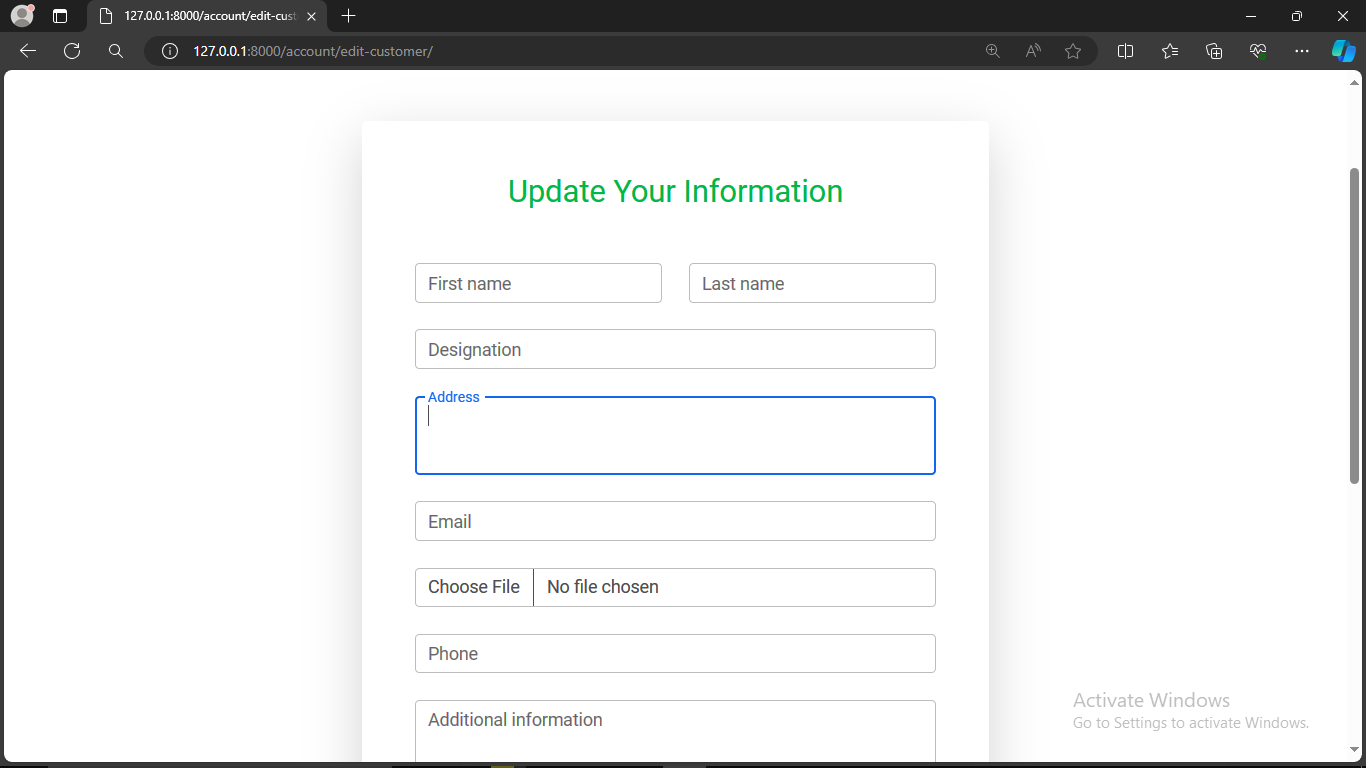 127.0.0.1:8000/account/edit-cust
127.0.0.1:8000/account/edit-customer/
Update Your Information
First name
Last name
Designation
Address
Email
Choose File
No file chosen
Phone
Additional information
Activate Windows
Go to Settings to activate Windows.